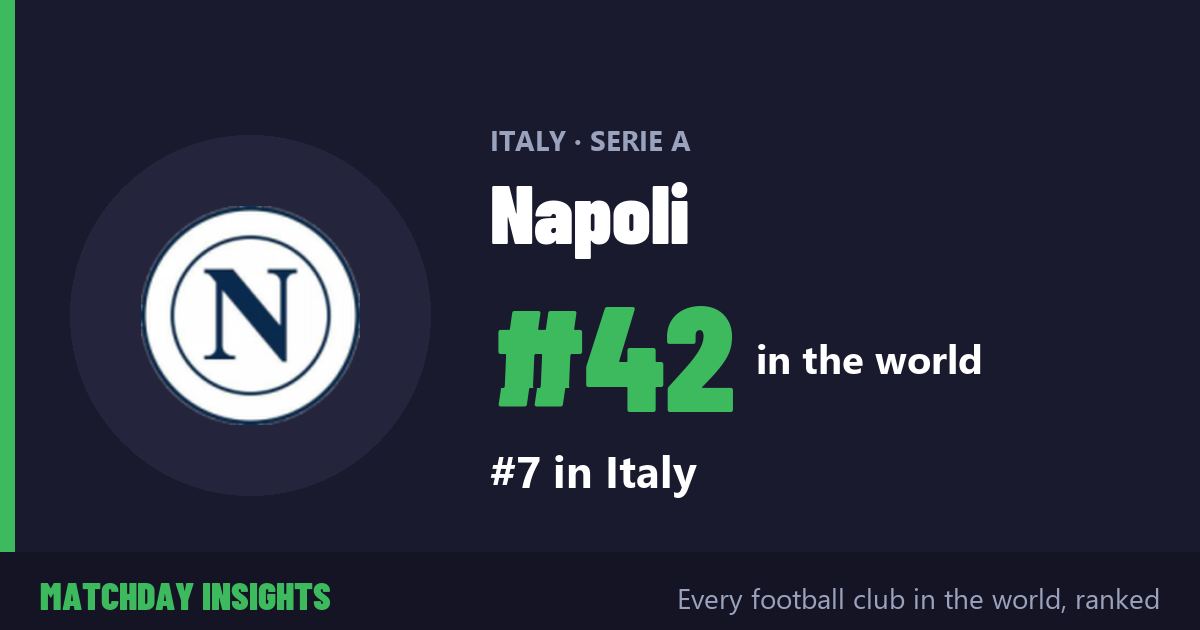 ITALY · SERIE A
Napoli
N
#42 in the world
#7 in Italy
MATCHDAY INSIGHTS
Every football club in the world, ranked